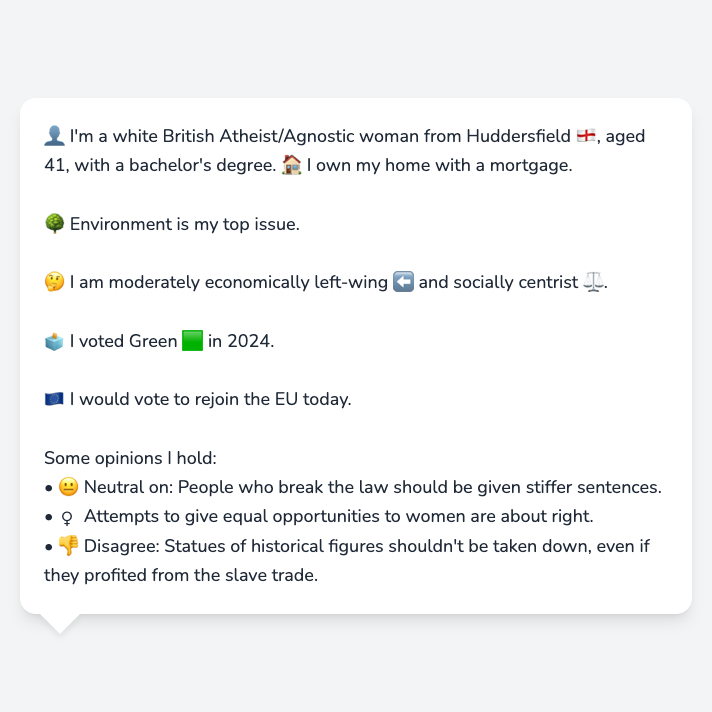 👤 I'm a white British Atheist/Agnostic woman from Huddersfield 🏴󠁧󠁢󠁥󠁮󠁧󠁿, aged
41, with a bachelor's degree. 🏠 I own my home with a mortgage.
🌳 Environment is my top issue.
🤔 I am moderately economically left-wing ⬅️ and socially centrist ⚖️.
🗳️ I voted Green 🟩 in 2024.
🇪🇺 I would vote to rejoin the EU today.
Some opinions I hold:
• 😐 Neutral on: People who break the law should be given stiffer sentences.
• ♀ Attempts to give equal opportunities to women are about right.
• 👎 Disagree: Statues of historical figures shouldn't be taken down, even if
they profited from the slave trade.